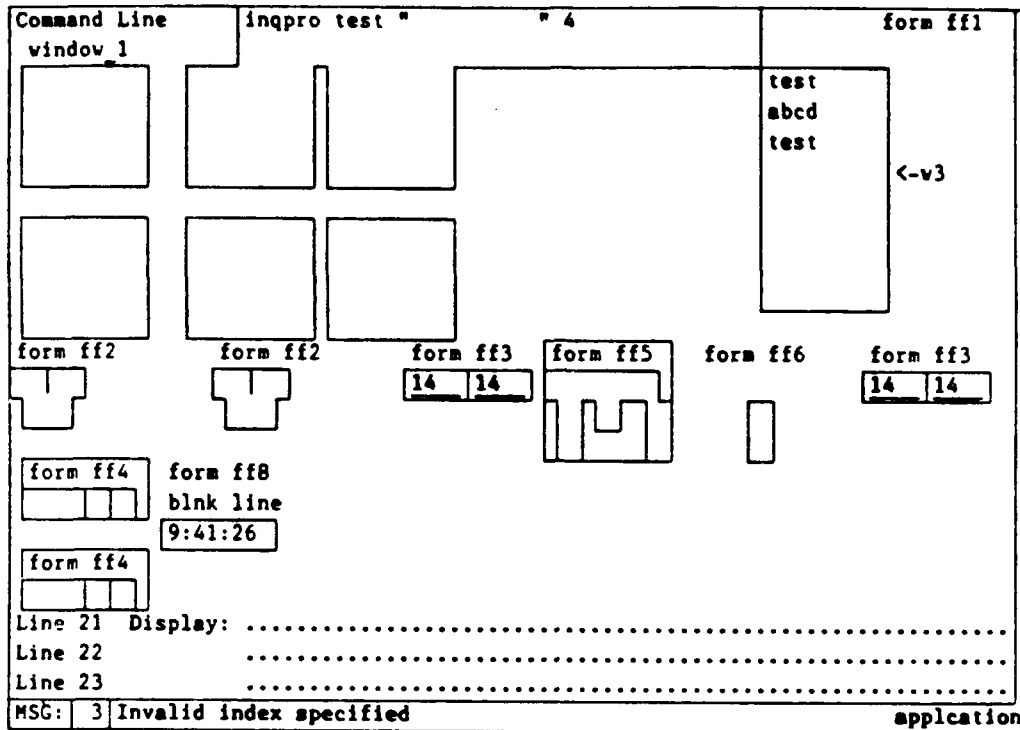 Command Line inqpro test " " 4 form ff1
window_1
test
abcd
test
<-v3
form ff2 form ff2 form ff3 form ff5 form ff6 form ff3
14 14 14 14
form ff4 form ff8
blnk line
9:41:26
form ff4
Line 21 Display: ............................................................
Line 22 ............................................................
Line 23 ............................................................
MSG: 3 Invalid index specified applcation